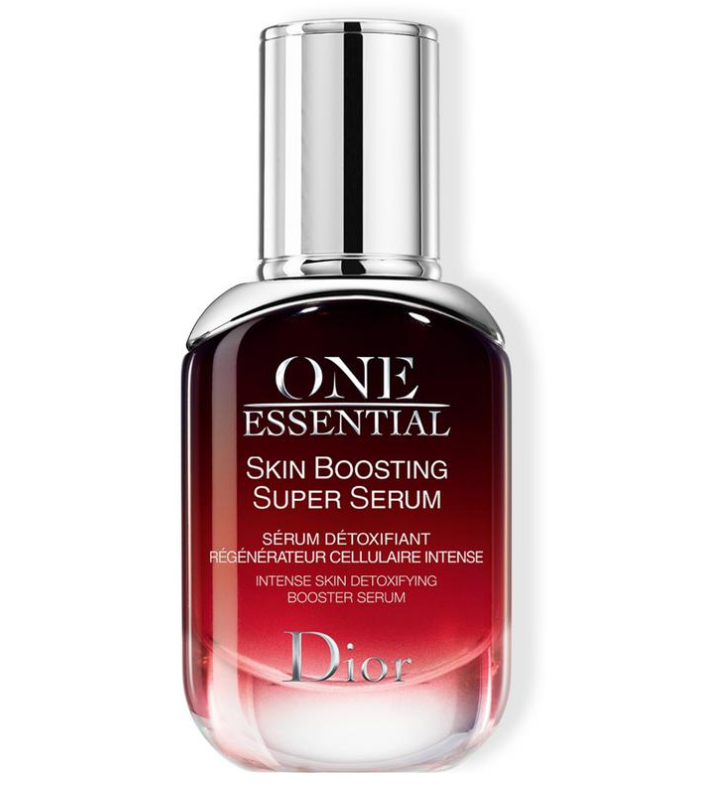 ONE
ESSENTIAL
SKIN BOOSTING
SUPER SERUM
SÉRUM DÉTOXIFIANT
RÉGÉNÉRATEUR CELLULAIRE INTENSE
INTENSE SKIN DETOXIFYING
BOOSTER SERUM
Dior